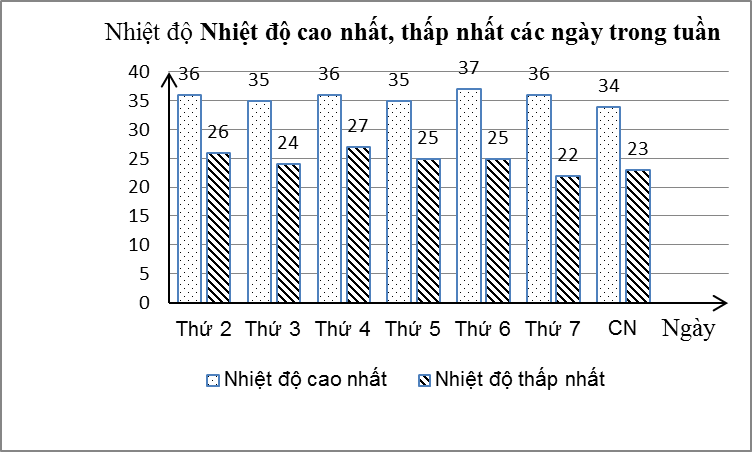 Nhiệt độ Nhiệt độ cao nhất, thấp nhất các ngày trong tuần
40
35
30
25
20
15
10
5
0
36 26 35 24 36 27 35 25 37 25 36 22 34 23
Thứ 2 Thứ 3 Thứ 4 Thứ 5 Thứ 6 Thứ 7 CN Ngày
Nhiệt độ cao nhất Nhiệt độ thấp nhất